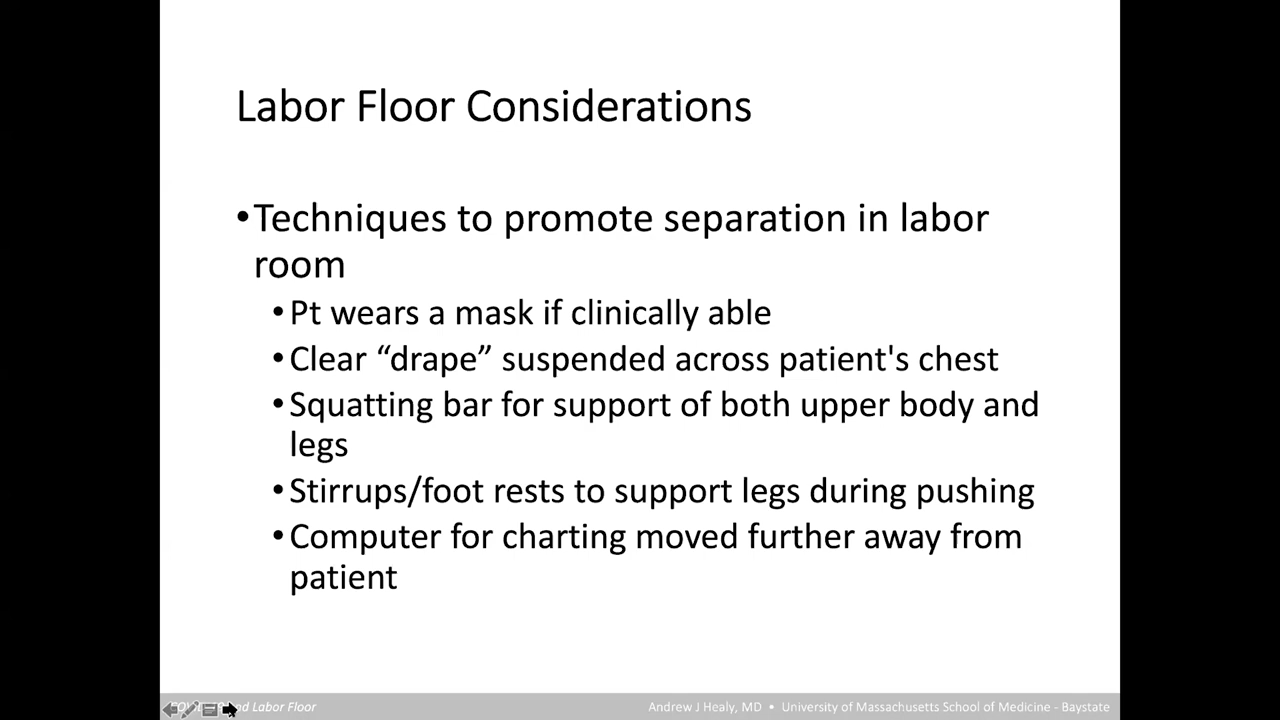 Labor Floor Considerations
•Techniques to promote separation in labor
room
•Pt wears a mask if clinically able
•Clear “drape” suspended across patient's chest
•Squatting bar for support of both upper body and
legs
•Stirrups/foot rests to support legs during pushing
•Computer for charting moved further away from
patient
and Labor Floor
Andrew J Healy, MD • University of Massachusetts School of Medicine - Baystate